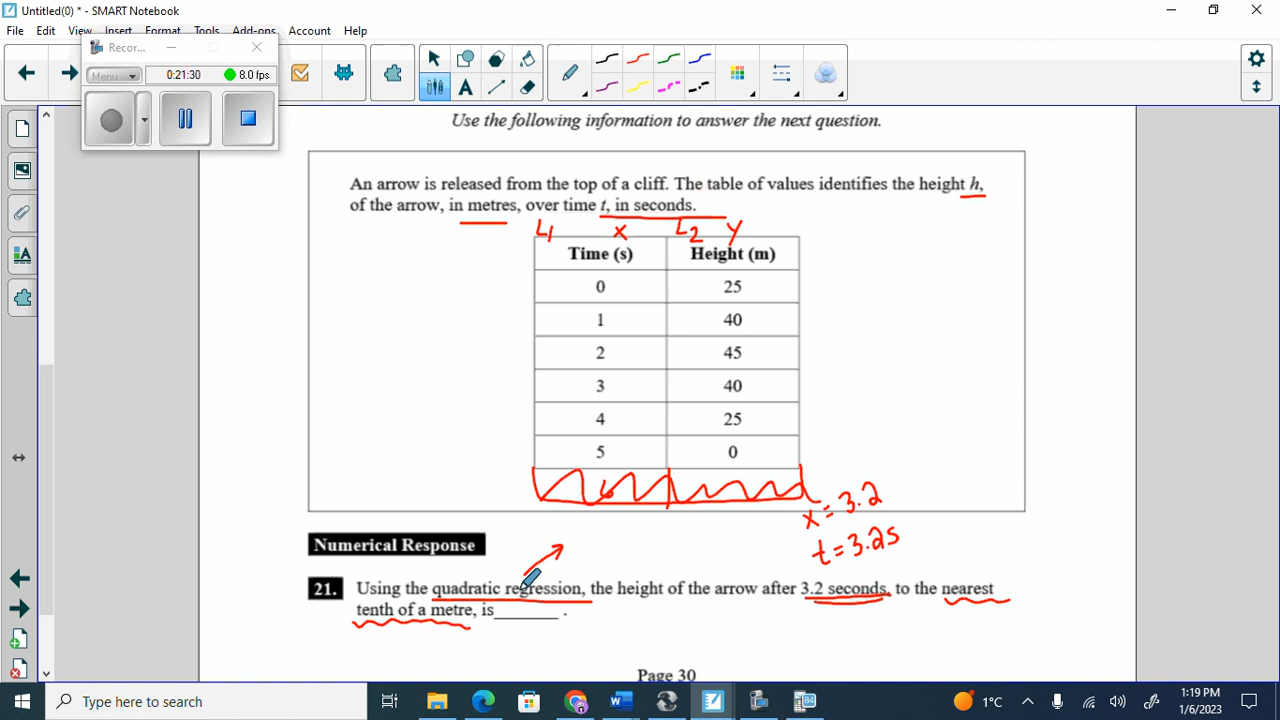 Untitled(0) * - SMART Notebook
File Edit View Insert Format Tools Add-ons Account Help
Recor...
Menu 0:21:30 8.0 fps
Use the following information to answer the next question.
An arrow is released from the top of a cliff. The table of values identifies the height h,
of the arrow, in metres, over time t, in seconds.
L1 x L2 y
Time (s) Height (m)
0 25
1 40
2 45
3 40
4 25
5 0
x = 3.2
t = 3.2s
Numerical Response
21. Using the quadratic regression, the height of the arrow after 3.2 seconds, to the nearest
tenth of a metre, is______ .
Page 30
Type here to search
84
1°C
1:19 PM
1/6/2023